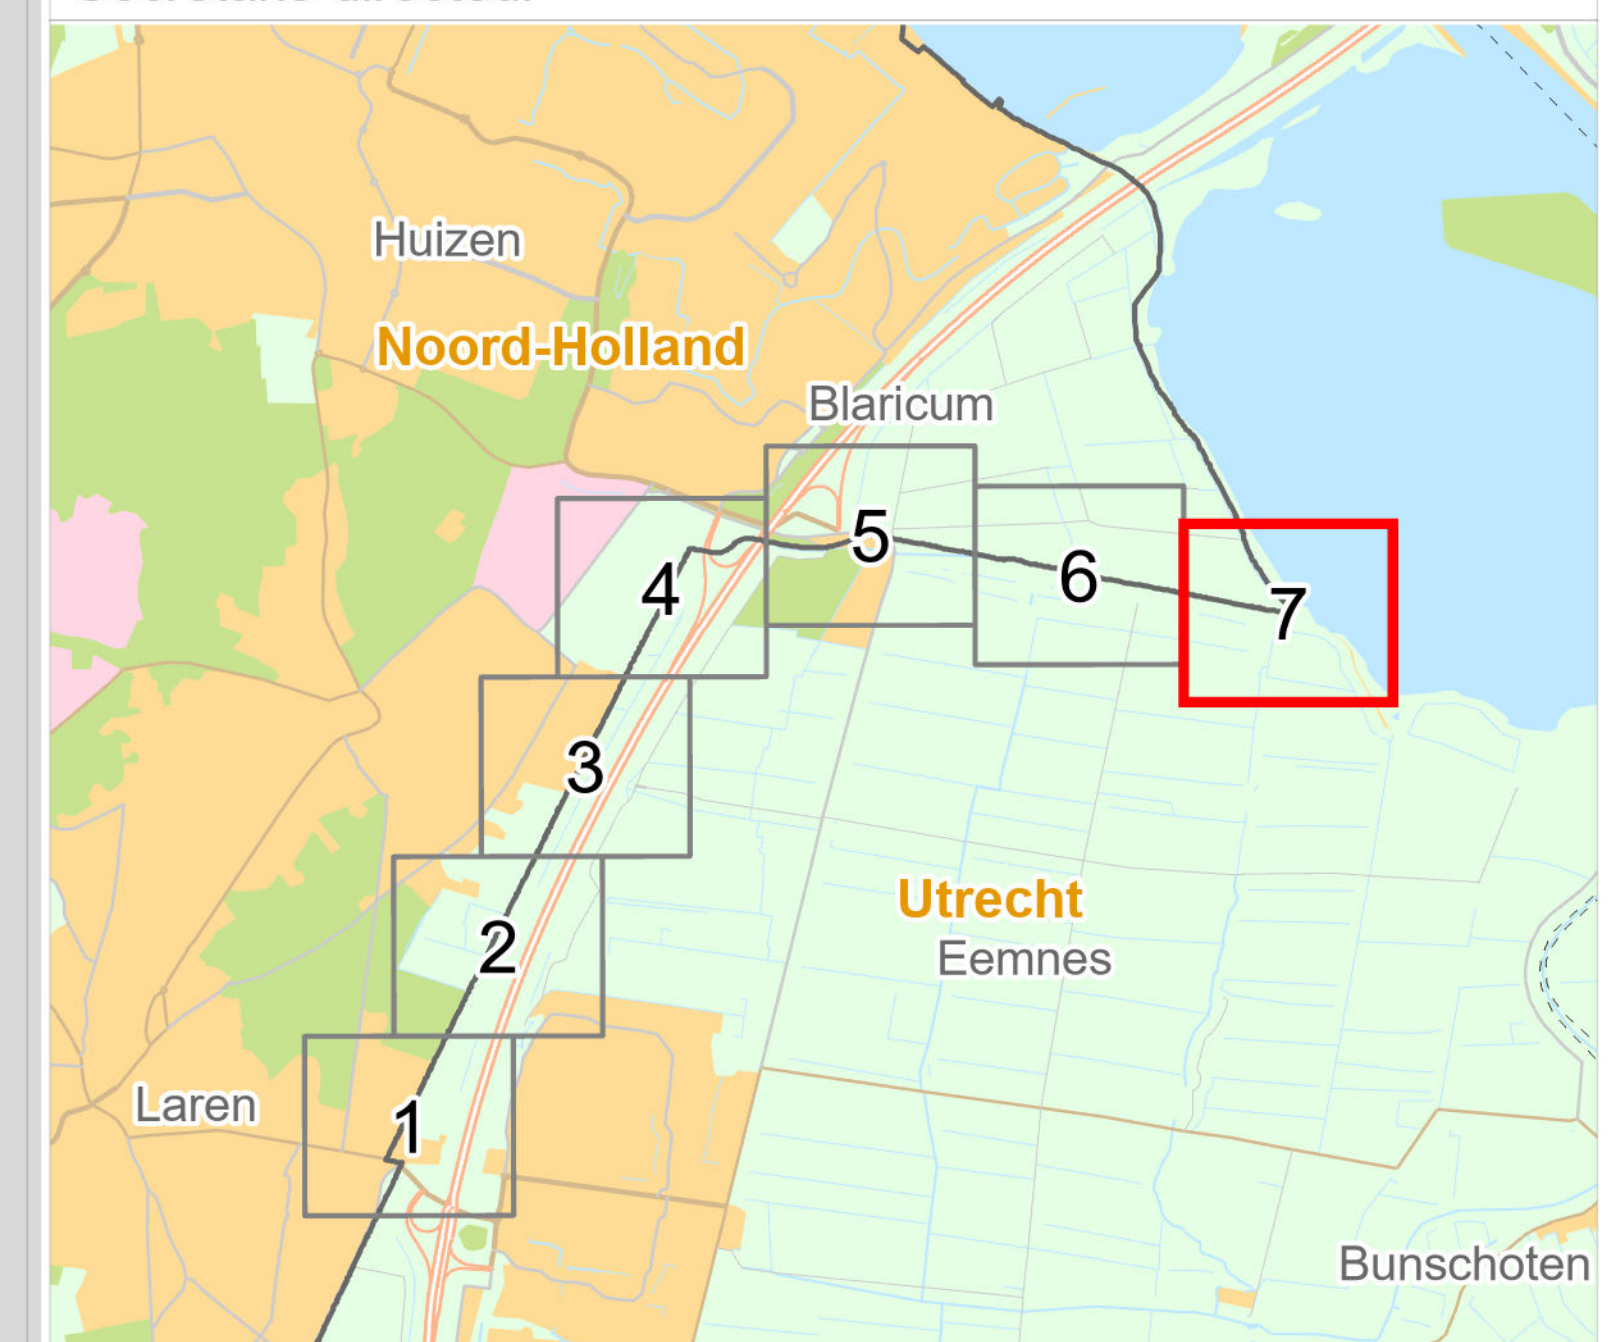 Huizen
Noord-Holland
Blaricum
5
6
4
7
3
Utrecht
2
Eemnes
Laren
1
Bunschoten